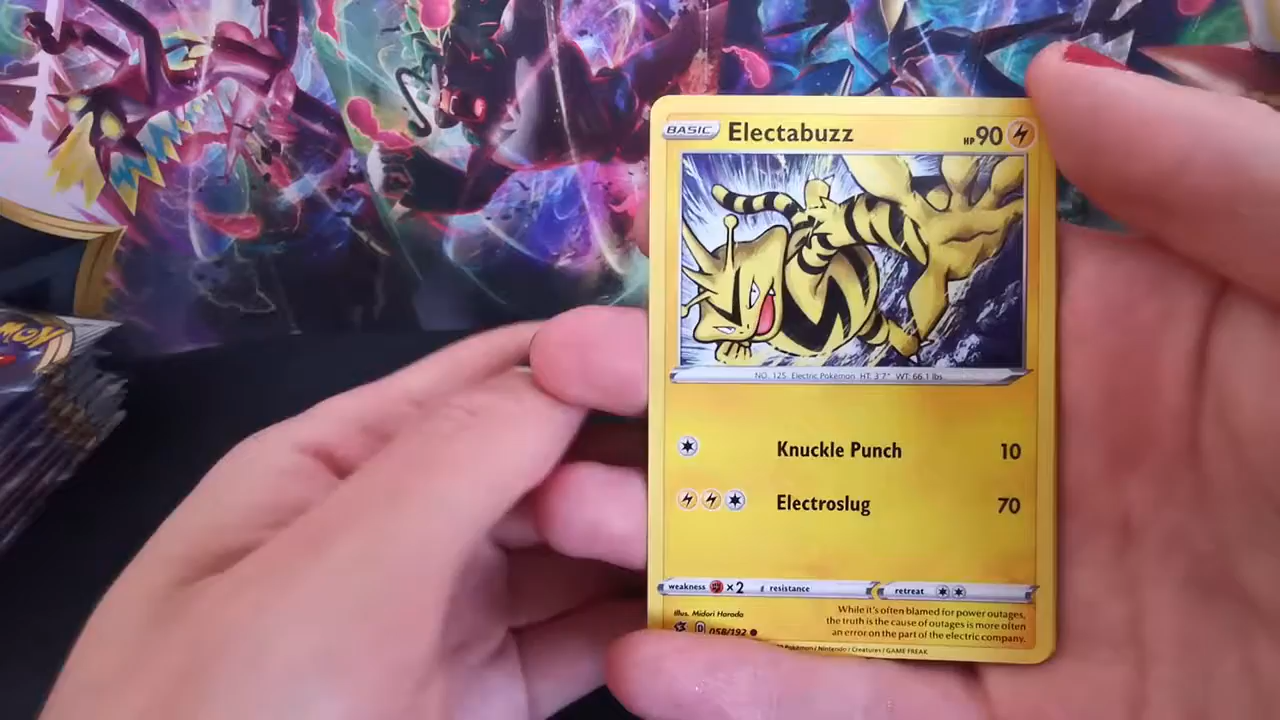 BASIC Electabuzz HP 90
NO. 125 Electric Pokémon HT: 3'7" WT: 66.1 lbs.
Knuckle Punch 10
Electroslug 70
weakness ×2 resistance retreat
Illus. Midori Harada
While it's often blamed for power outages,
the truth is the cause of outages is more often
an error on the part of the electric company.
D 058/192
Pokémon / Nintendo / Creatures / GAME FREAK